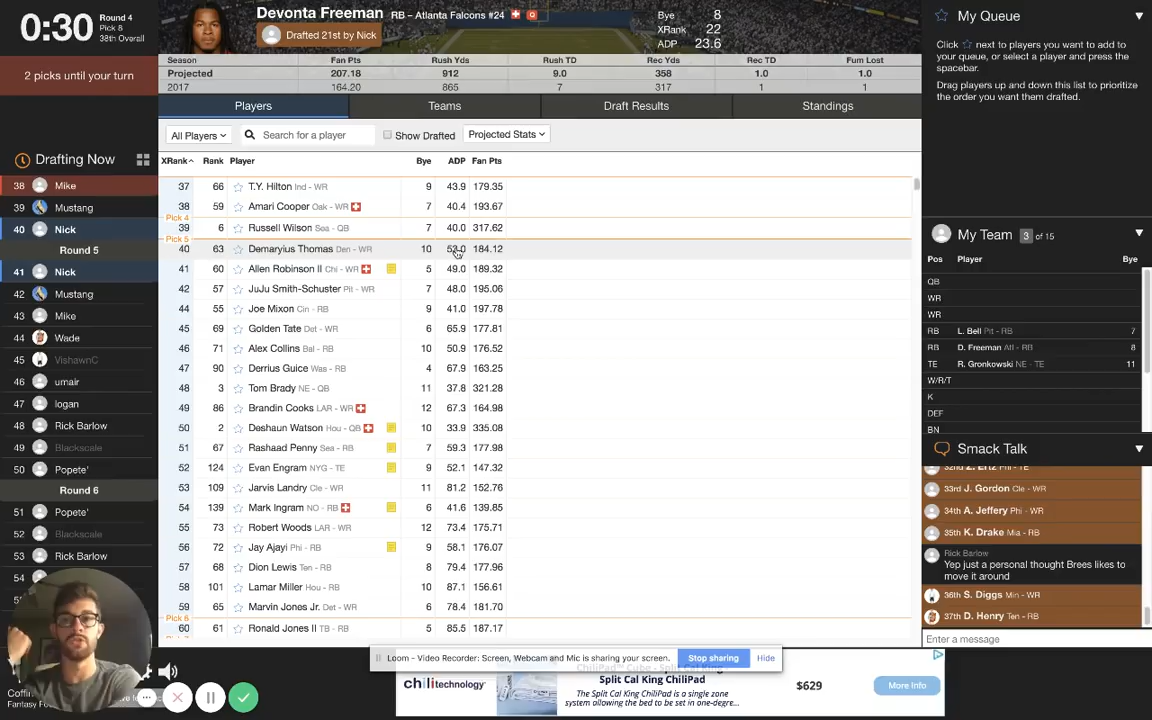 0:30
Round 4
Pick 8
38th Overall
2 picks until your turn
Devonta Freeman RB – Atlanta Falcons #24 Q
Drafted 21st by Nick
Bye 8
XRank 22
ADP 23.6
Season Fan Pts Rush Yds Rush TD Rec Yds Rec TD Fum Lost
Projected 207.18 912 9.0 358 1.0 1.0
2017 164.20 865 7 317 1 1
Players Teams Draft Results Standings
All Players Search for a player Show Drafted Projected Stats
Drafting Now
38 Mike
39 Mustang
40 Nick
Round 5
41 Nick
42 Mustang
43 Mike
44 Wade
45 VishawnC
46 umair
47 logan
48 Rick Barlow
49 Blackscale
50 Popete'
Round 6
51 Popete'
52 Blackscale
53 Rick Barlow
54
XRank Rank Player Bye ADP Fan Pts
37 66 T.Y. Hilton Ind - WR 9 43.9 179.35
38 59 Amari Cooper Oak - WR 7 40.4 193.67
Pick 4
39 6 Russell Wilson Sea - QB 7 40.0 317.62
Pick 5
40 63 Demaryius Thomas Den - WR 10 52.0 184.12
41 60 Allen Robinson II Chi - WR 5 49.0 189.32
42 57 JuJu Smith-Schuster Pit - WR 7 48.0 195.06
44 55 Joe Mixon Cin - RB 9 41.0 197.78
45 69 Golden Tate Det - WR 6 65.9 177.81
46 71 Alex Collins Bal - RB 10 50.9 176.52
47 90 Derrius Guice Was - RB 4 67.9 163.25
48 3 Tom Brady NE - QB 11 37.8 321.28
49 86 Brandin Cooks LAR - WR 12 67.3 164.98
50 2 Deshaun Watson Hou - QB 10 33.9 335.08
51 67 Rashaad Penny Sea - RB 7 59.3 177.98
52 124 Evan Engram NYG - TE 9 52.1 147.32
53 109 Jarvis Landry Cle - WR 11 81.2 152.76
54 139 Mark Ingram NO - RB 6 41.6 139.85
55 73 Robert Woods LAR - WR 12 73.4 175.71
56 72 Jay Ajayi Phi - RB 9 58.1 176.07
57 68 Dion Lewis Ten - RB 8 79.4 177.96
58 101 Lamar Miller Hou - RB 10 87.1 156.61
59 65 Marvin Jones Jr. Det - WR 6 78.4 181.70
Pick 6
60 61 Ronald Jones II TB - RB 5 85.5 187.17
My Queue
Click next to players you want to add to
your queue, or select a player and press the
spacebar.
Drag players up and down this list to prioritize
the order you want them drafted.
My Team 3 of 15
Pos Player Bye
QB
WR
WR
RB L. Bell Pit - RB 7
RB D. Freeman Atl - RB 8
TE R. Gronkowski NE - TE 11
W/R/T
K
DEF
BN
Smack Talk
32nd Z. Ertz Phi - TE
33rd J. Gordon Cle - WR
34th A. Jeffery Phi - WR
35th K. Drake Mia - RB
Rick Barlow
Yep just a personal thought Brees likes to
move it around
36th S. Diggs Min - WR
37th D. Henry Ten - RB
Enter a message
Loom – Video Recorder: Screen, Webcam and Mic is sharing your screen. Stop sharing Hide
chilitechnology
Split Cal King ChiliPad
The Split Cal King ChiliPad is a single zone
system allowing the bed to be set in one-degre...
$629
More Info
Coffin
Fantasy Fo